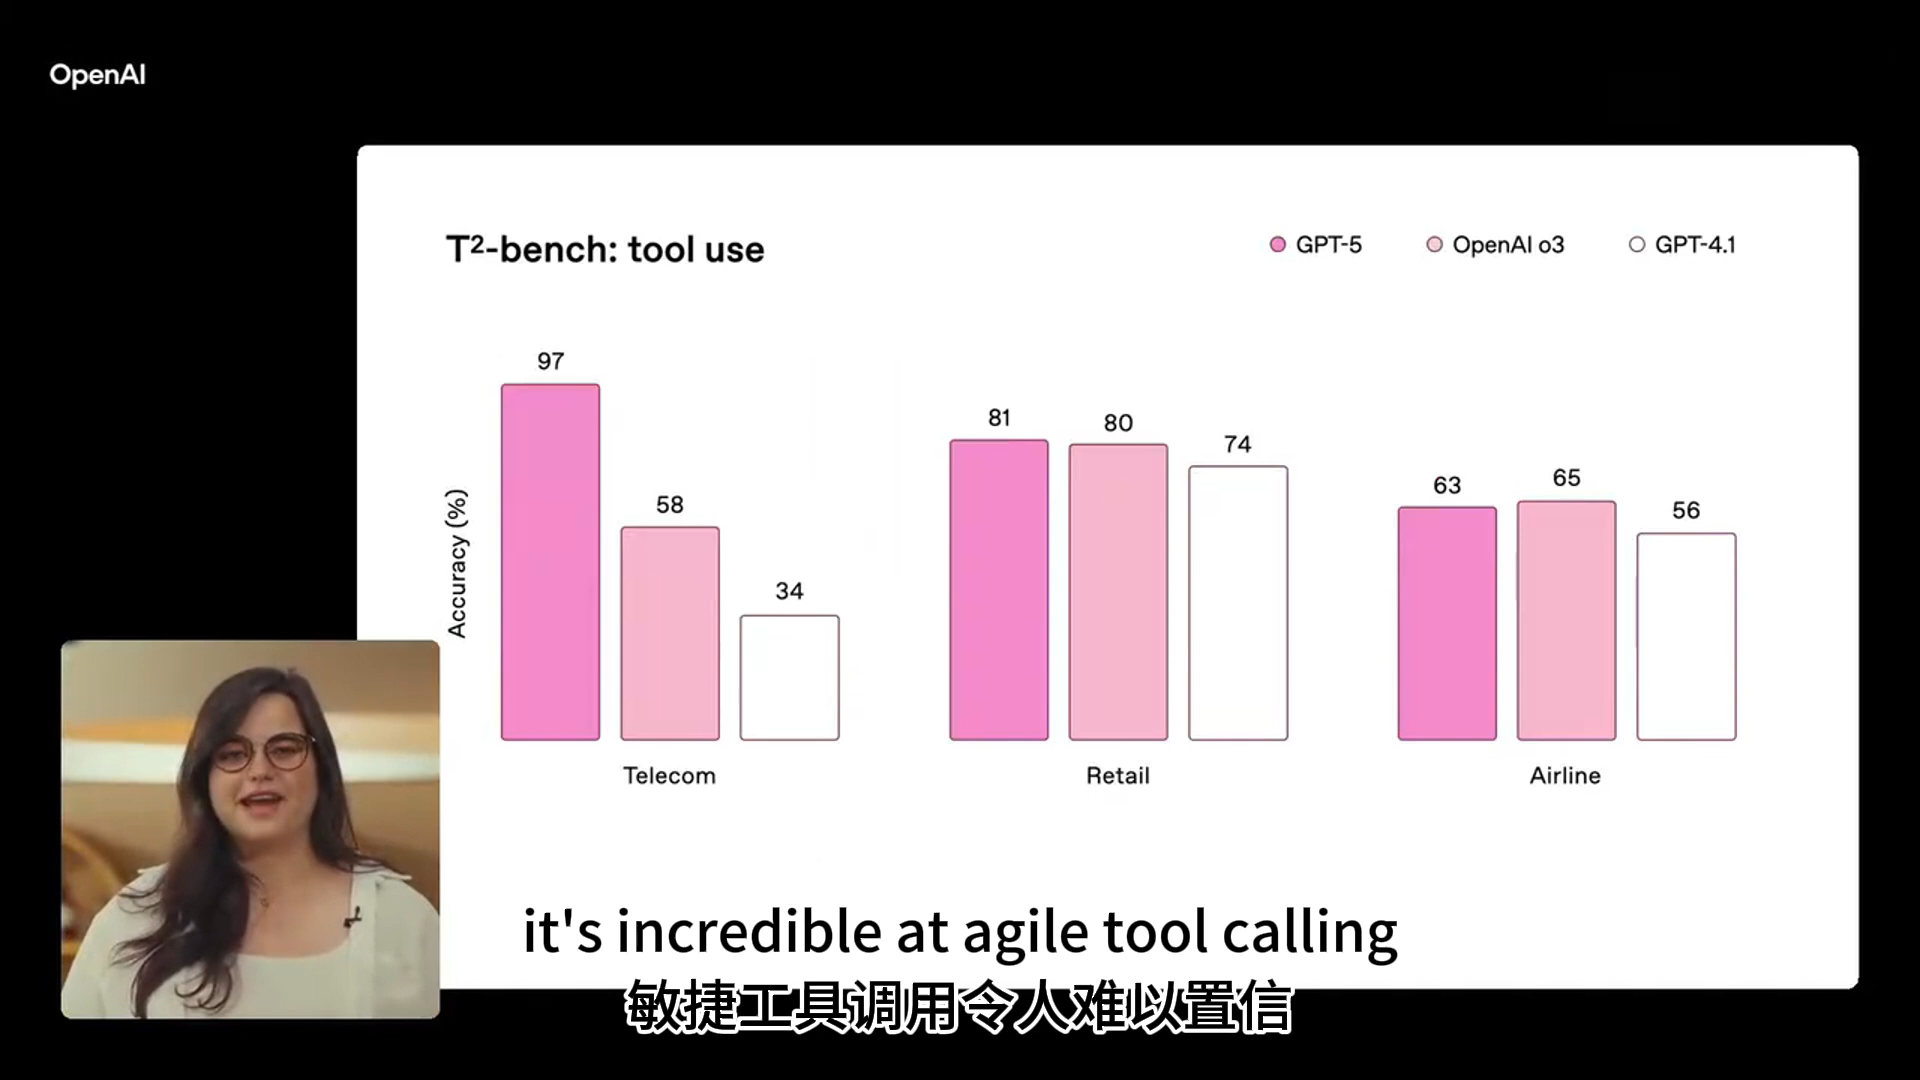 OpenAI
T²-bench: tool use
GPT-5
OpenAI o3
GPT-4.1
Accuracy (%)
97
58
34
81
80
74
63
65
56
Telecom
Retail
Airline
it's incredible at agile tool calling
敏捷工具调用令人难以置信